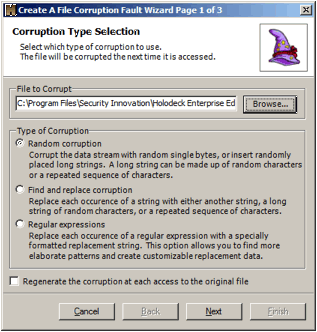 Create A File Corruption Fault Wizard Page 1 of 3
Corruption Type Selection
Select which type of corruption to use.
The file will be corrupted the next time it is accessed.
File to Corrupt
C:\Program Files\Security Innovation\Holodeck Enterprise Ed
Browse...
Type of Corruption
Random corruption
Corrupt the data stream with random single bytes, or insert randomly
placed long strings. A long string can be made up of random characters
or a repeated sequence of characters.
Find and replace corruption
Replace each occurence of a string with either another string, a long
string of random characters, or a repeated sequence of characters.
Regular expressions
Replace each occurence of a regular expression with a specially
formatted replacement string. This option allows you to find more
elaborate patterns and create customizable replacement data.
Regenerate the corruption at each access to the original file
Cancel
Back
Next
Finish